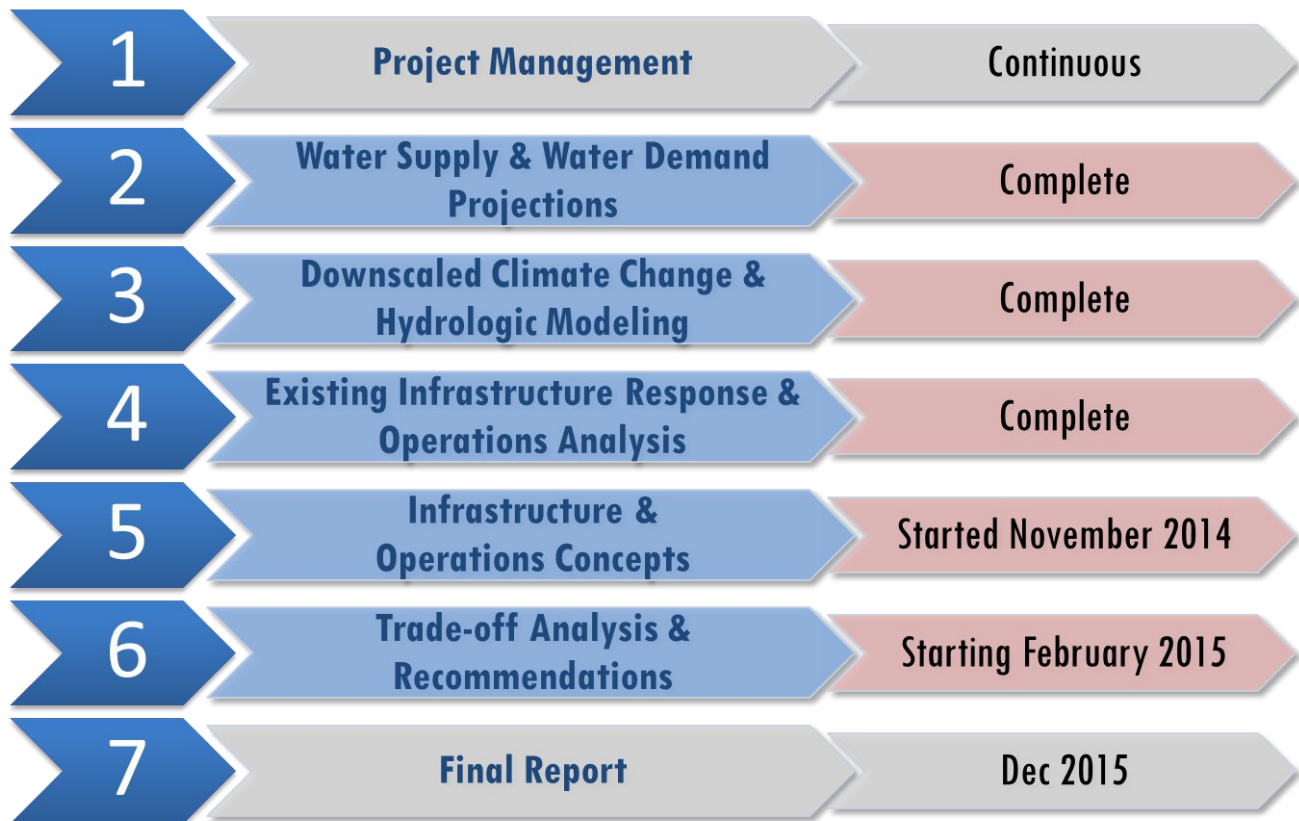 1
Project Management
Continuous
2
Water Supply & Water Demand
Projections
Complete
3
Downscaled Climate Change &
Hydrologic Modeling
Complete
4
Existing Infrastructure Response &
Operations Analysis
Complete
5
Infrastructure &
Operations Concepts
Started November 2014
6
Trade-off Analysis &
Recommendations
Starting February 2015
7
Final Report
Dec 2015